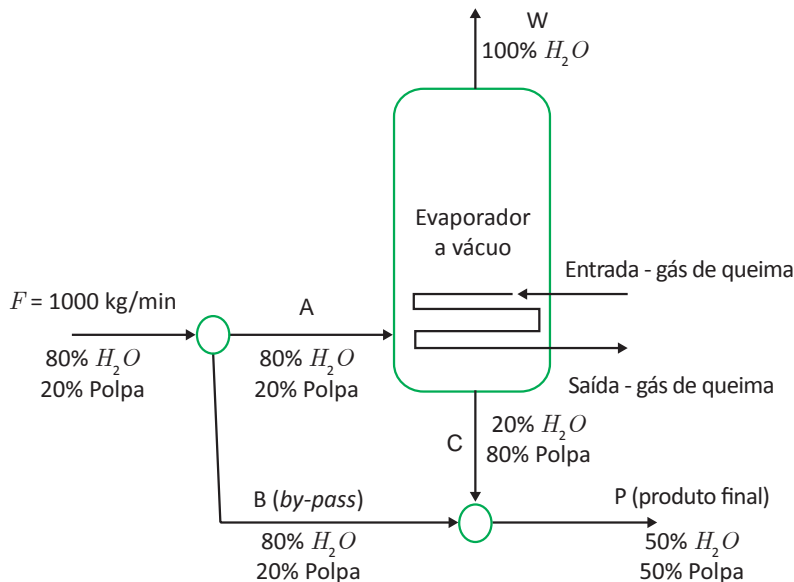 W
100% H₂O
Evaporador
a vácuo
Entrada - gás de queima
F = 1000 kg/min
A
80% H₂O
20% Polpa
80% H₂O
20% Polpa
Saída - gás de queima
20% H₂O
80% Polpa
C
B (by-pass)
P (produto final)
80% H₂O
20% Polpa
50% H₂O
50% Polpa